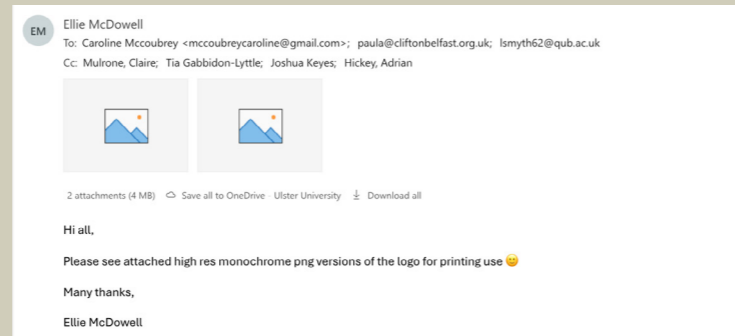 EM
Ellie McDowell
To: Caroline Mccoubrey <mccoubreycaroline@gmail.com>; paula@cliftonbelfast.org.uk; lsmyth62@qub.ac.uk
Cc: Mulrone, Claire; Tia Gabbidon-Lyttle; Joshua Keyes; Hickey, Adrian
2 attachments (4 MB) Save all to OneDrive - Ulster University Download all
Hi all,
Please see attached high res monochrome png versions of the logo for printing use 😊
Many thanks,
Ellie McDowell